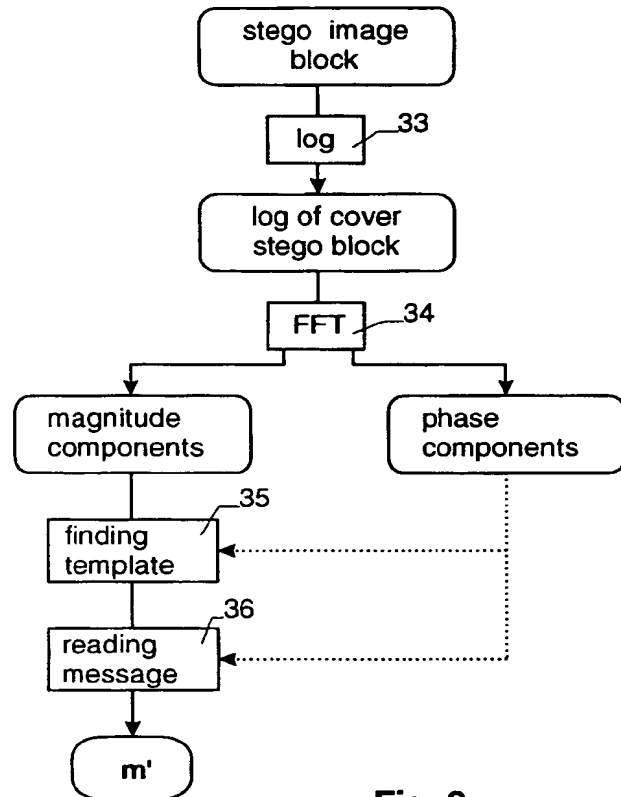 stego image
block
log
33
log of cover
stego block
FFT
34
magnitude
components
phase
components
35
finding
template
36
reading
message
m'